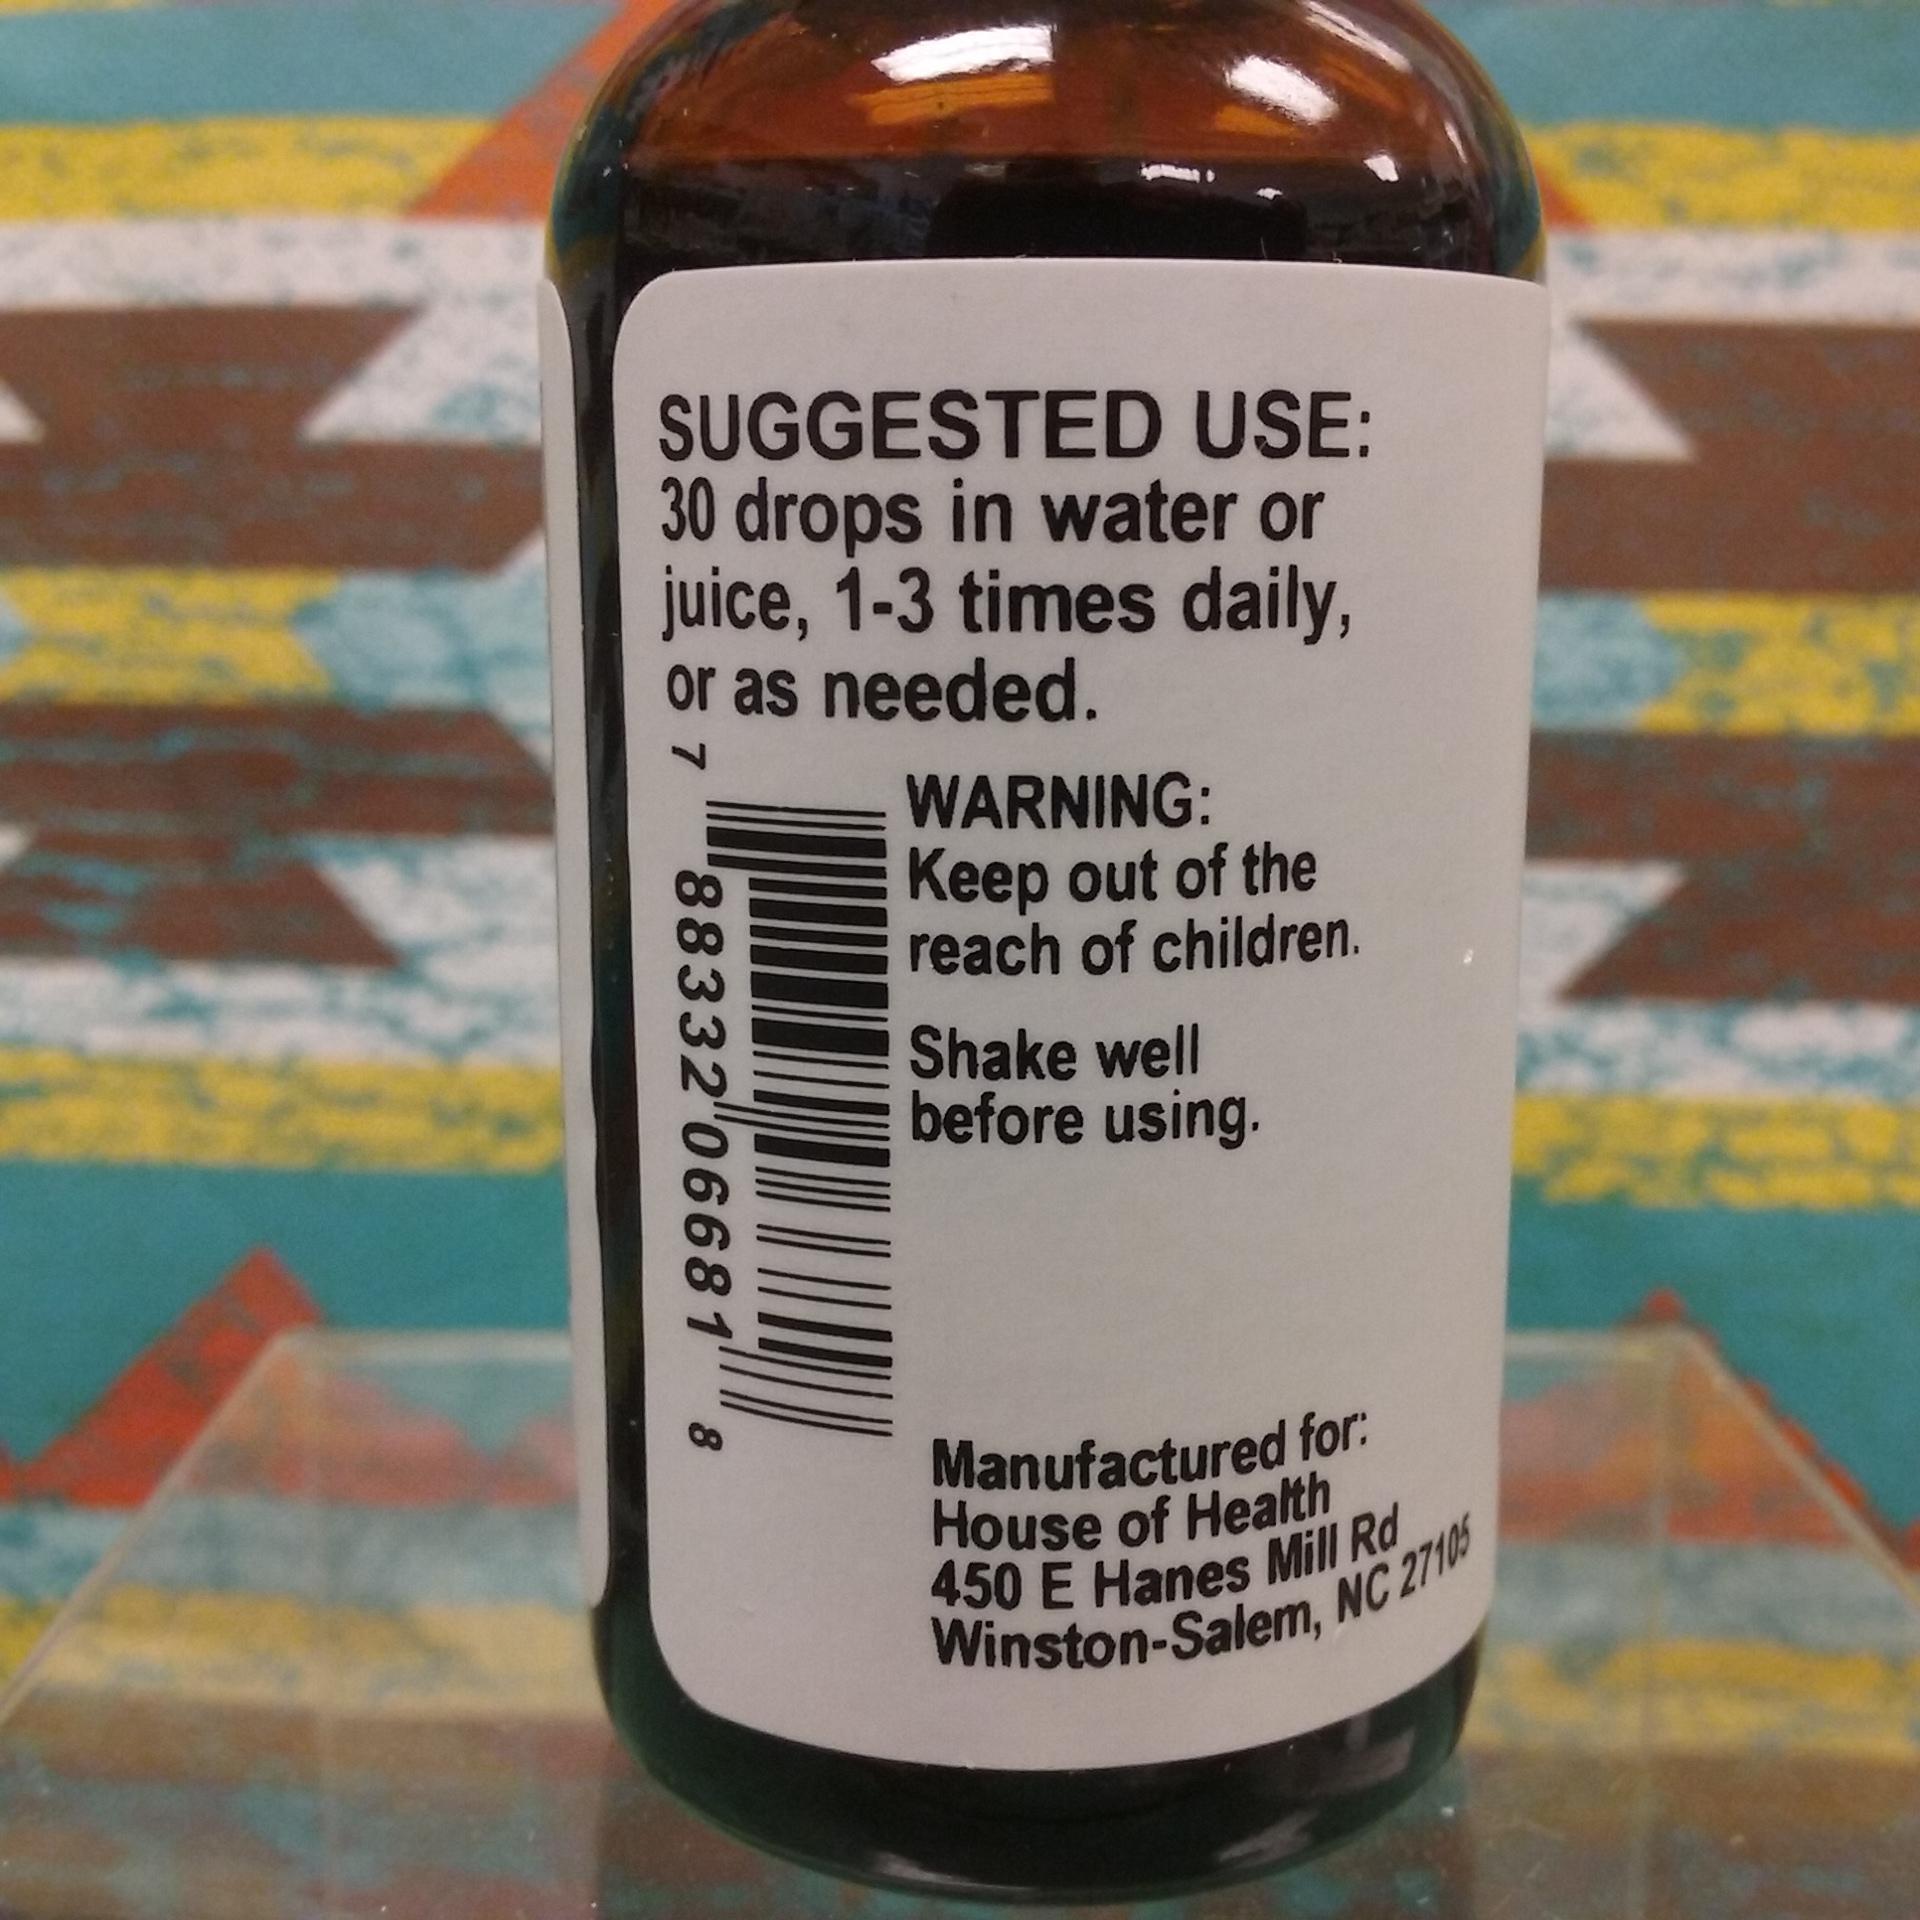 SUGGESTED USE:
30 drops in water or
juice, 1-3 times daily,
or as needed.
WARNING:
Keep out of the
reach of children.
Shake well
before using.
7 88332 06681 8
Manufactured for:
House of Health
450 E Hanes Mill Rd
Winston-Salem, NC 27105